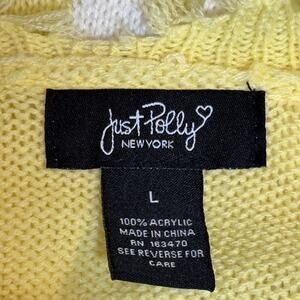 Just Polly
NEW YORK
L
100% ACRYLIC
MADE IN CHINA
RN 163470
SEE REVERSE FOR
CARE